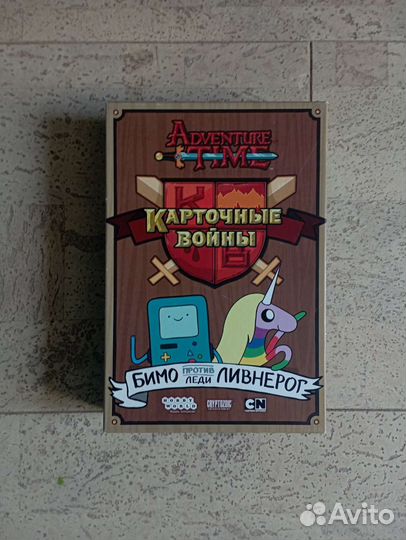 ADVENTURE
TIME
КАРТОЧНЫЕ
ВОЙНЫ
БИМО ПРОТИВ ЛЕДИ ЛИВНЕРОГ
HOBBY
WORLD
CRYPTOZOIC
CN
Avito